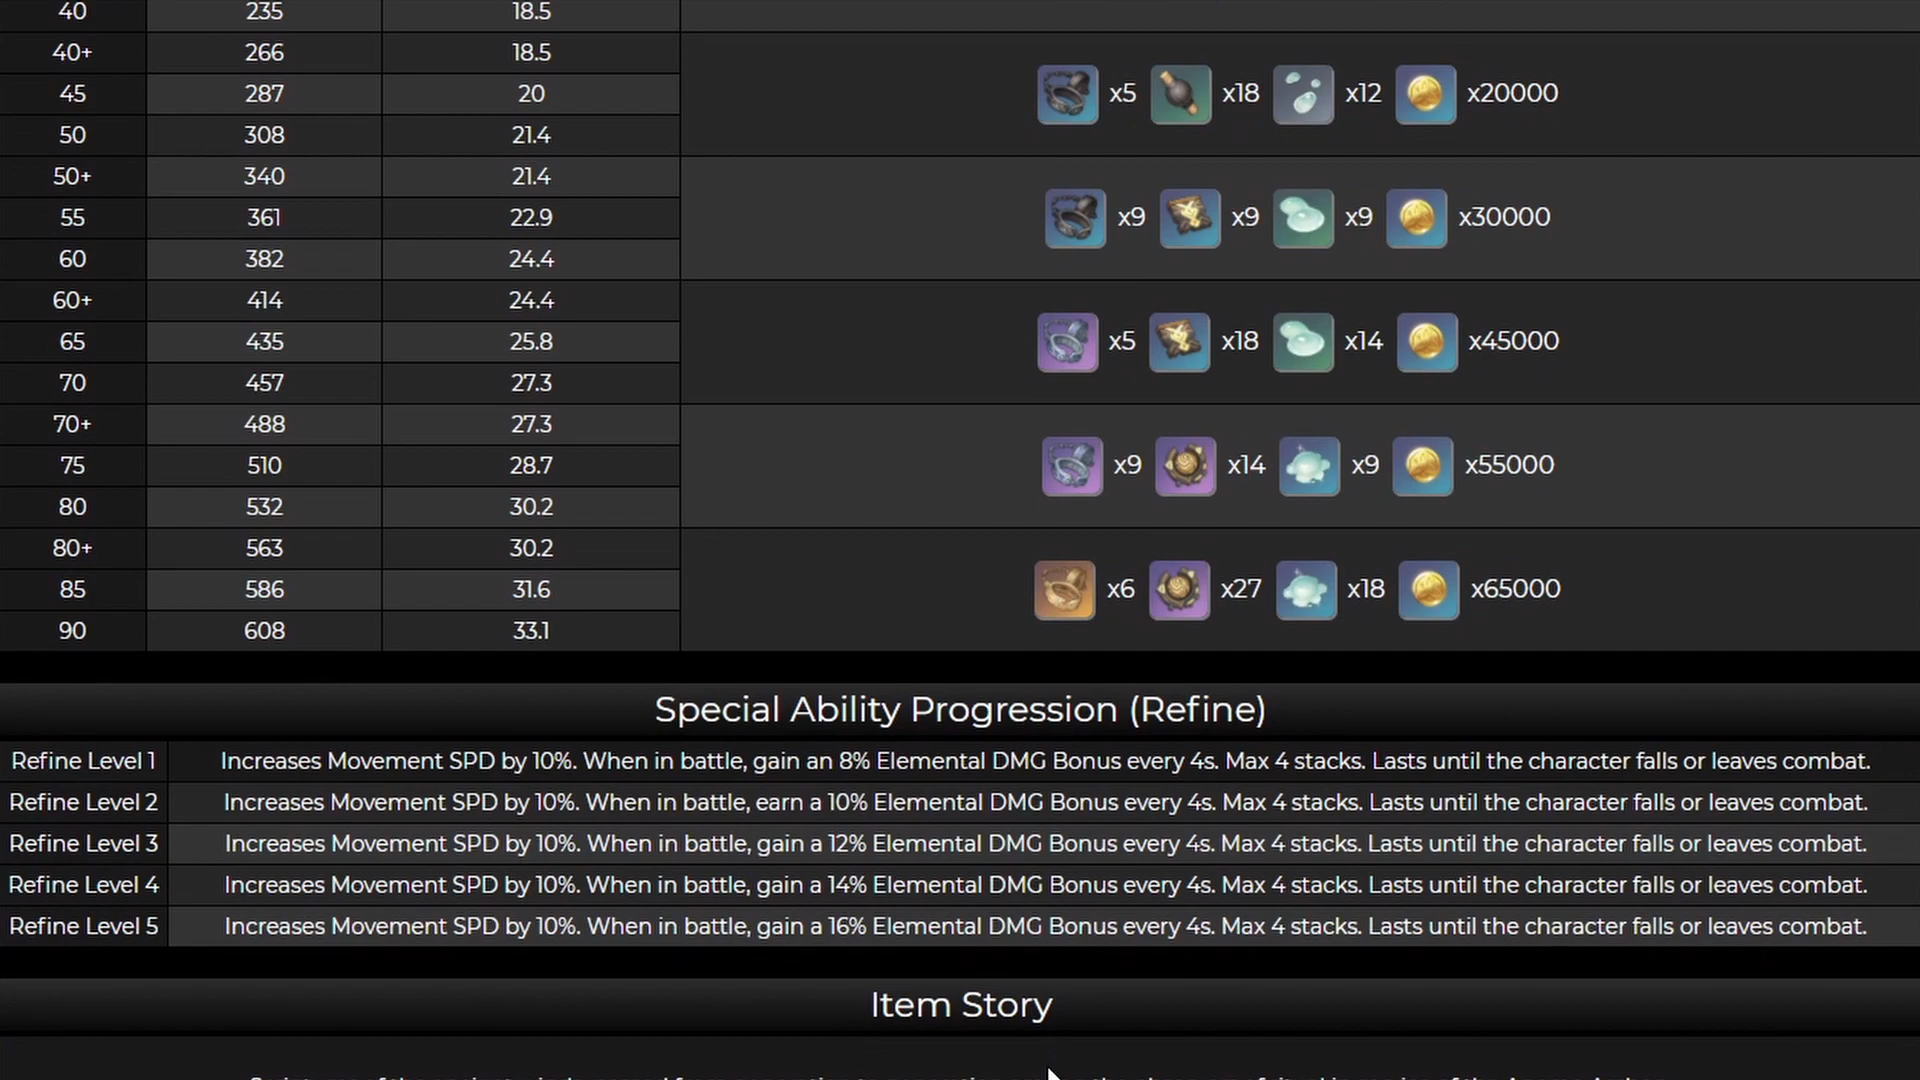 40 235 18.5
40+ 266 18.5
45 287 20 x5 x18 x12 x20000
50 308 21.4
50+ 340 21.4
55 361 22.9 x9 x9 x9 x30000
60 382 24.4
60+ 414 24.4
65 435 25.8 x5 x18 x14 x45000
70 457 27.3
70+ 488 27.3
75 510 28.7 x9 x14 x9 x55000
80 532 30.2
80+ 563 30.2
85 586 31.6 x6 x27 x18 x65000
90 608 33.1
Special Ability Progression (Refine)
Refine Level 1 Increases Movement SPD by 10%. When in battle, gain an 8% Elemental DMG Bonus every 4s. Max 4 stacks. Lasts until the character falls or leaves combat.
Refine Level 2 Increases Movement SPD by 10%. When in battle, earn a 10% Elemental DMG Bonus every 4s. Max 4 stacks. Lasts until the character falls or leaves combat.
Refine Level 3 Increases Movement SPD by 10%. When in battle, gain a 12% Elemental DMG Bonus every 4s. Max 4 stacks. Lasts until the character falls or leaves combat.
Refine Level 4 Increases Movement SPD by 10%. When in battle, gain a 14% Elemental DMG Bonus every 4s. Max 4 stacks. Lasts until the character falls or leaves combat.
Refine Level 5 Increases Movement SPD by 10%. When in battle, gain a 16% Elemental DMG Bonus every 4s. Max 4 stacks. Lasts until the character falls or leaves combat.
Item Story